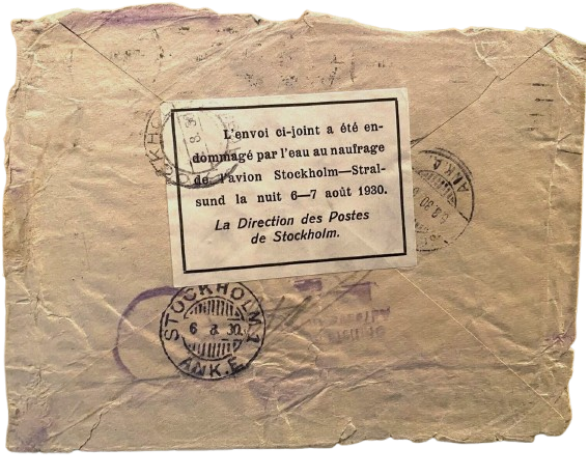 L'envoi ci-joint a été en-
dommagé par l'eau au naufrage
de l'avion Stockholm—Stral-
sund la nuit 6—7 août 1930.
La Direction des Postes
de Stockholm.
STOCKHOLM.1
6 8 30
ANK.E.